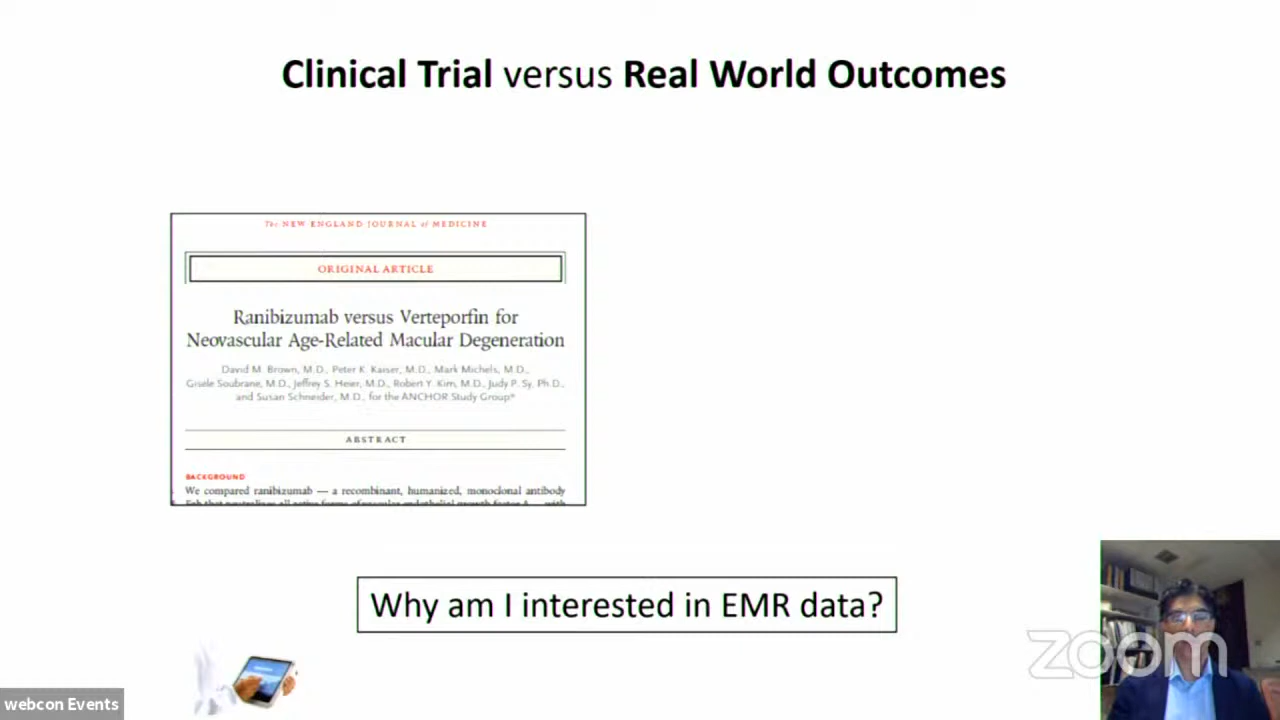 Clinical Trial versus Real World Outcomes
The NEW ENGLAND JOURNAL of MEDICINE
ORIGINAL ARTICLE
Ranibizumab versus Verteporfin for
Neovascular Age-Related Macular Degeneration
David M. Brown, M.D., Peter K. Kaiser, M.D., Mark Michels, M.D.,
Gisele Soubrane, M.D., Jeffrey S. Heier, M.D., Robert Y. Kim, M.D., Judy P. Sy, Ph.D.,
and Susan Schneider, M.D., for the ANCHOR Study Group*
ABSTRACT
BACKGROUND
We compared ranibizumab — a recombinant, humanized, monoclonal antibody
Why am I interested in EMR data?
zoom
webcon Events